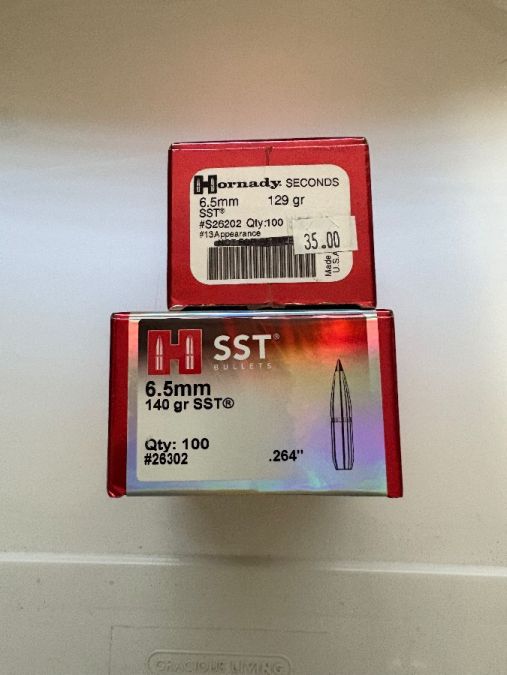 Hornady SECONDS
6.5mm 129 gr
SST®
#S26202 Qty:100
#13Appearance
35.00
Made
U.S.A
H SST®
BULLETS
6.5mm
140 gr SST®
Qty: 100
#26302 .264"
GRACIOUS LIVING